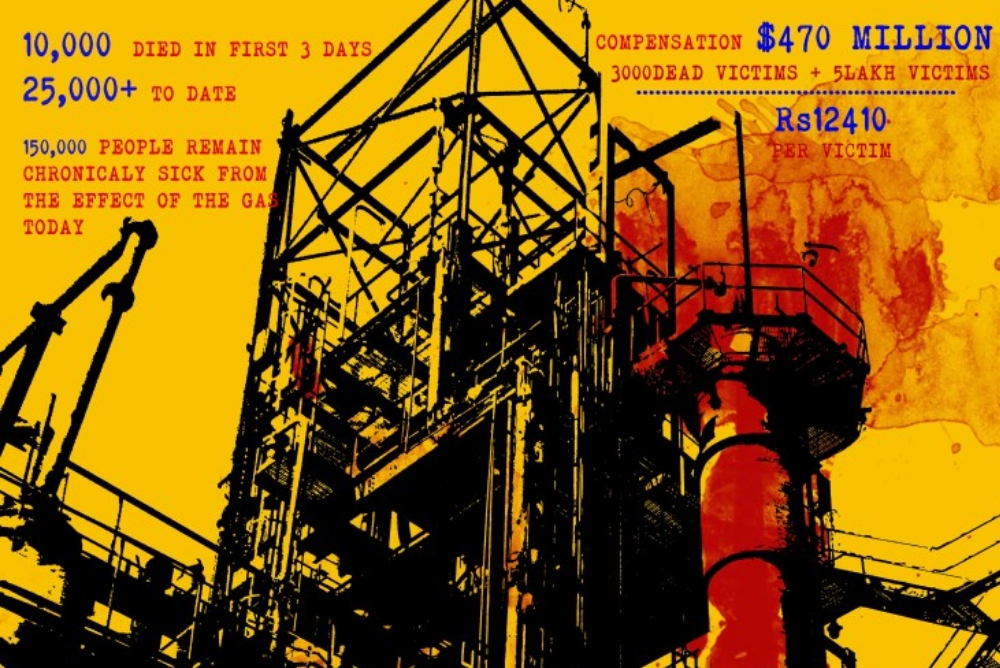 10,000 DIED IN FIRST 3 DAYS
25,000+ TO DATE
150,000 PEOPLE REMAIN
CHRONICALY SICK FROM
THE EFFECT OF THE GAS
TODAY
COMPENSATION $470 MILLION
3000DEAD VICTIMS + 5LAKH VICTIMS
Rs12410
PER VICTIM